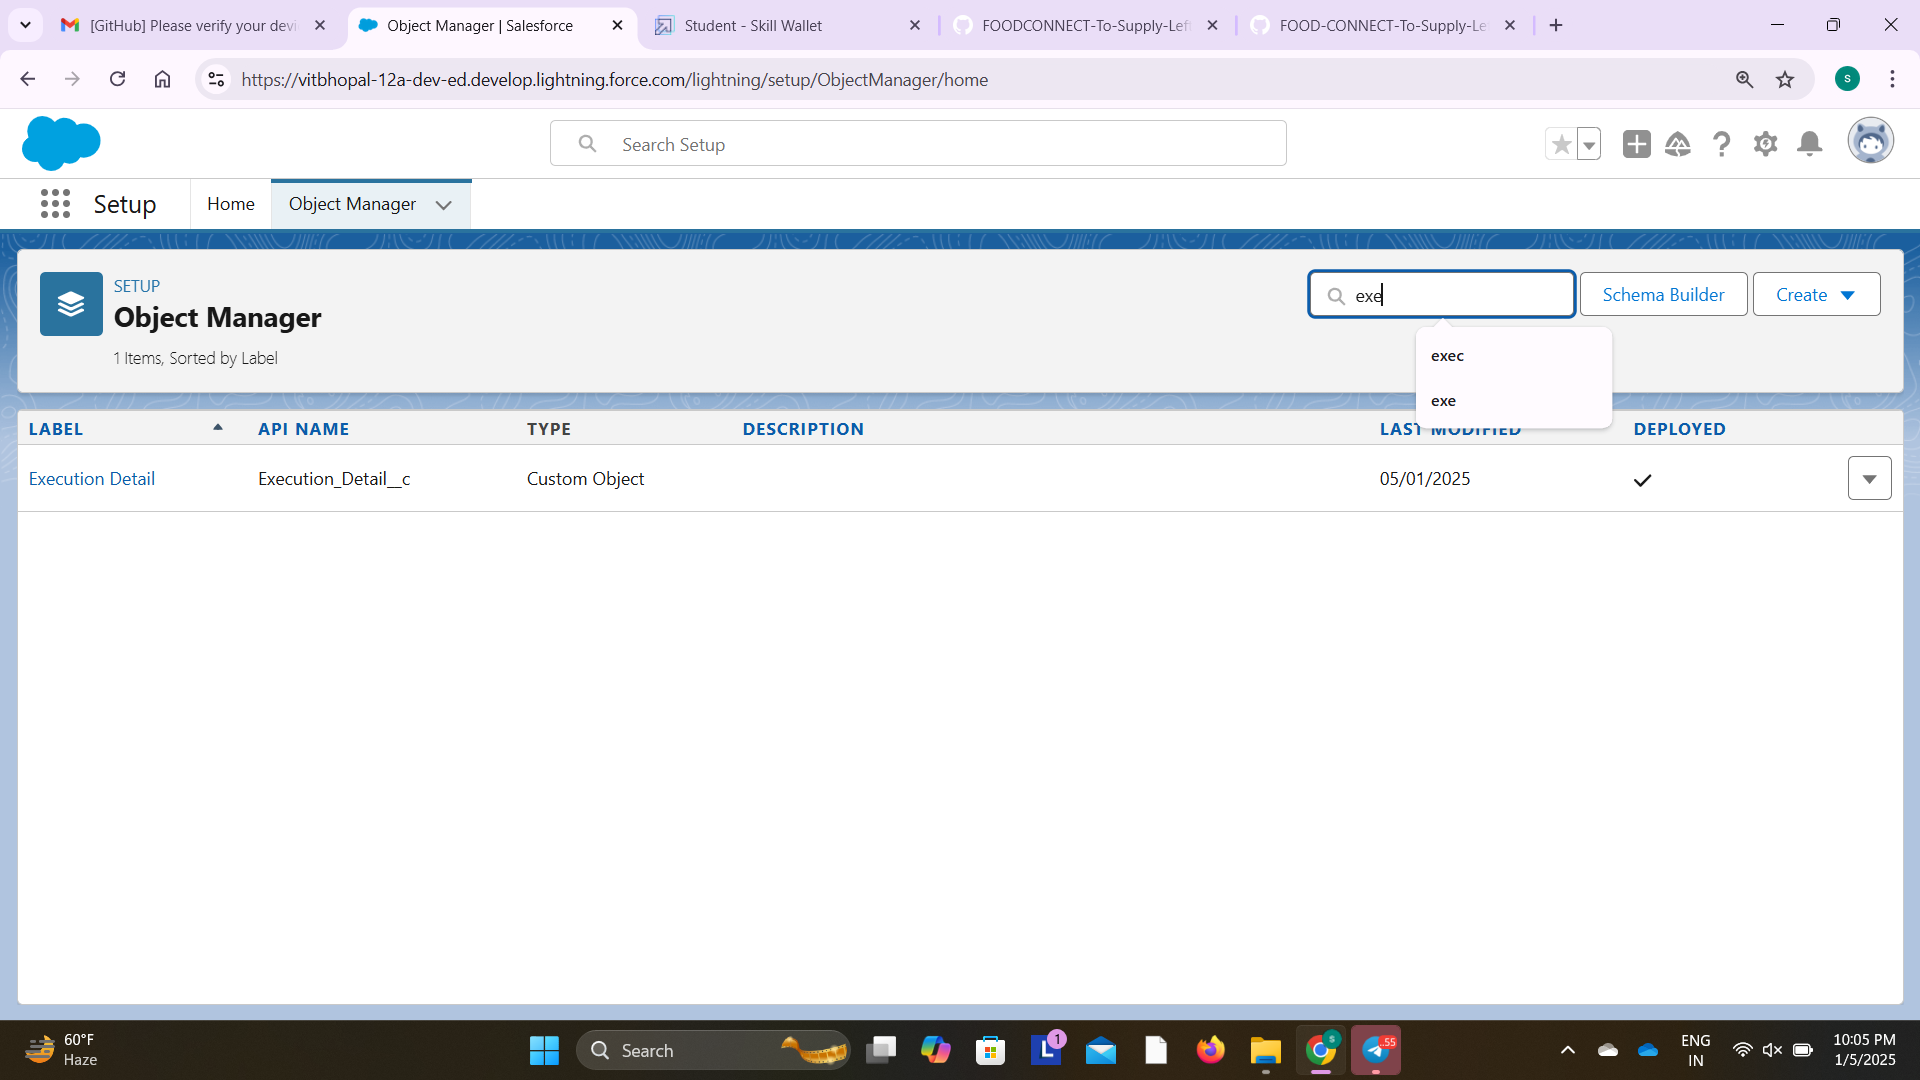 [GitHub] Please verify your devi
Object Manager | Salesforce
Student - Skill Wallet
FOODCONNECT-To-Supply-Left
FOOD-CONNECT-To-Supply-Le
https://vitbhopal-12a-dev-ed.develop.lightning.force.com/lightning/setup/ObjectManager/home
S
Search Setup
Setup
Home
Object Manager
SETUP
Object Manager
1 Items, Sorted by Label
exe
Schema Builder
Create
exec
exe
LABEL
API NAME
TYPE
DESCRIPTION
LAST MODIFIED
DEPLOYED
Execution Detail
Execution_Detail__c
Custom Object
05/01/2025
60°F
Haze
Search
L
1
S
..55
ENG
IN
10:05 PM
1/5/2025